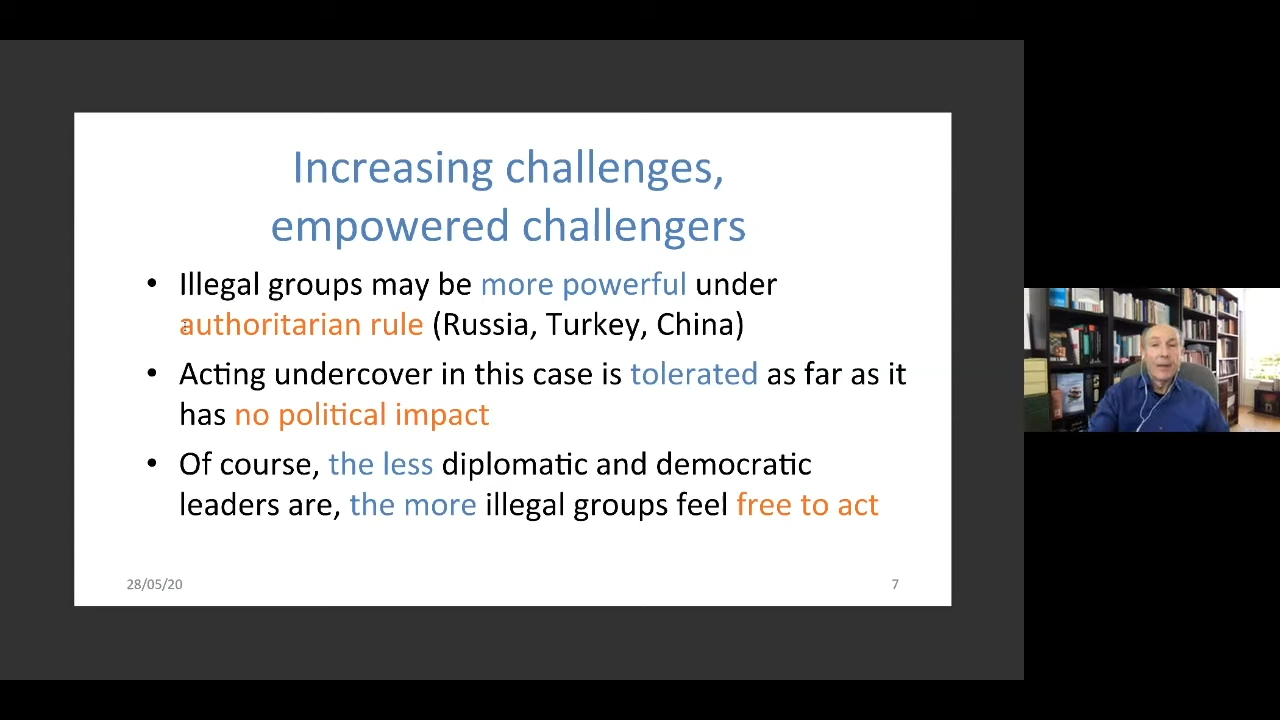 Increasing challenges,
empowered challengers
• Illegal groups may be more powerful under
authoritarian rule (Russia, Turkey, China)
• Acting undercover in this case is tolerated as far as it
has no political impact
• Of course, the less diplomatic and democratic
leaders are, the more illegal groups feel free to act
28/05/20
7